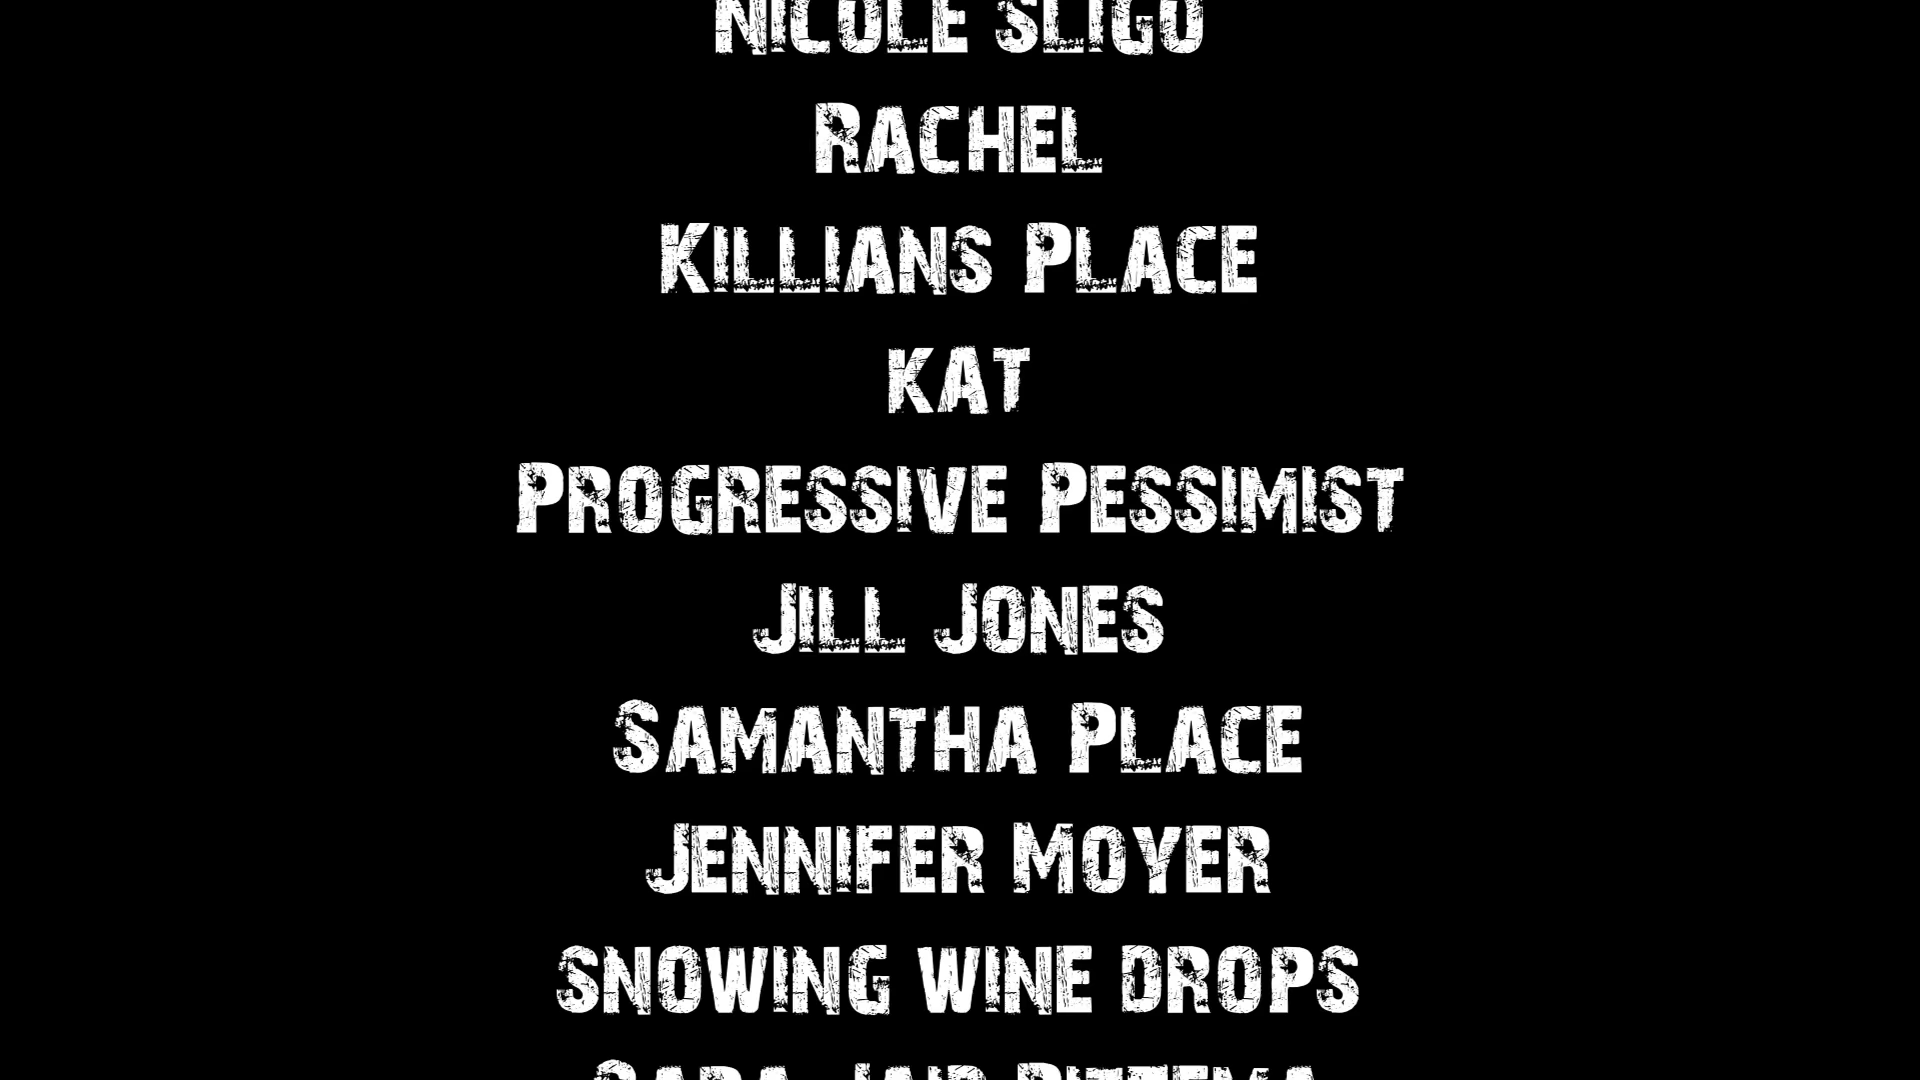 Nicole Sligo
Rachel
Killians Place
kat
Progressive Pessimist
Jill Jones
Samantha Place
Jennifer Moyer
snowing wine drops